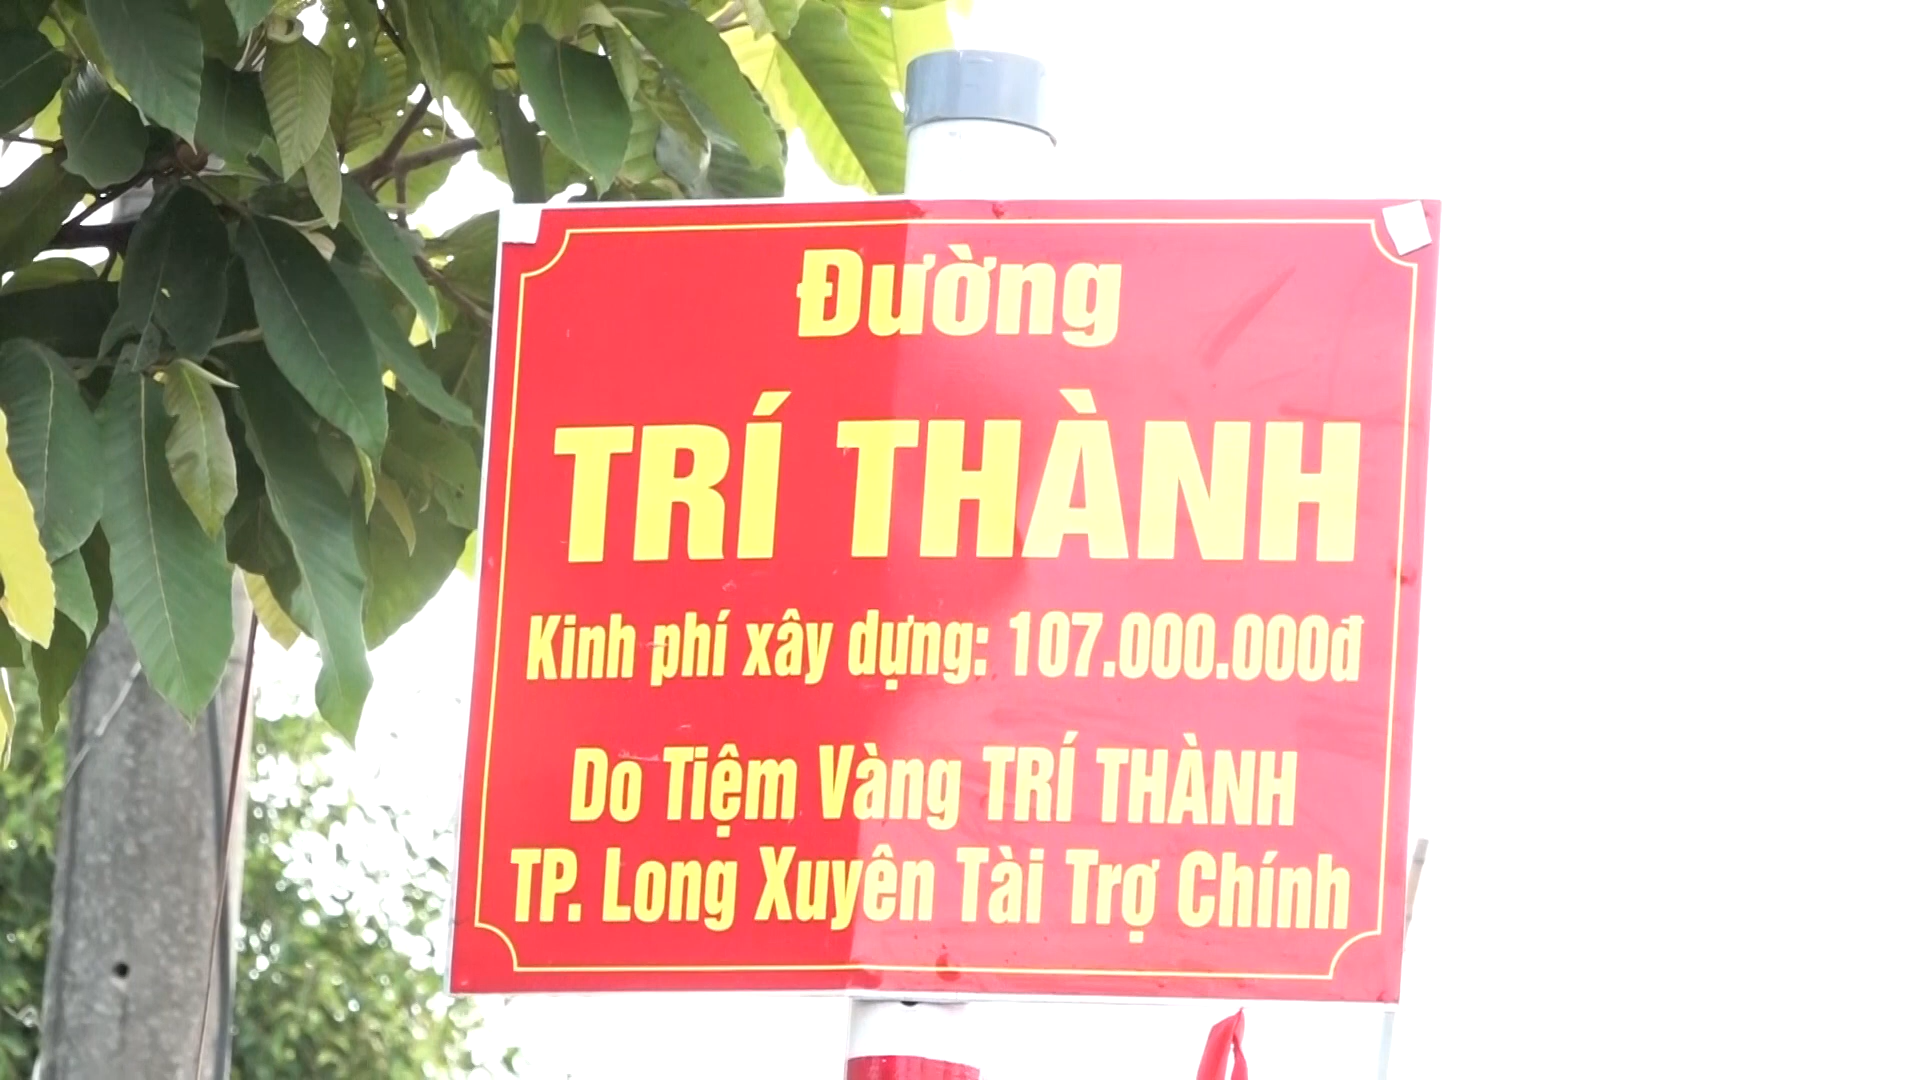 Đường
TRÍ THÀNH
Kinh phí xây dựng: 107.000.000đ
Do Tiệm Vàng TRÍ THÀNH
TP. Long Xuyên Tài Trợ Chính